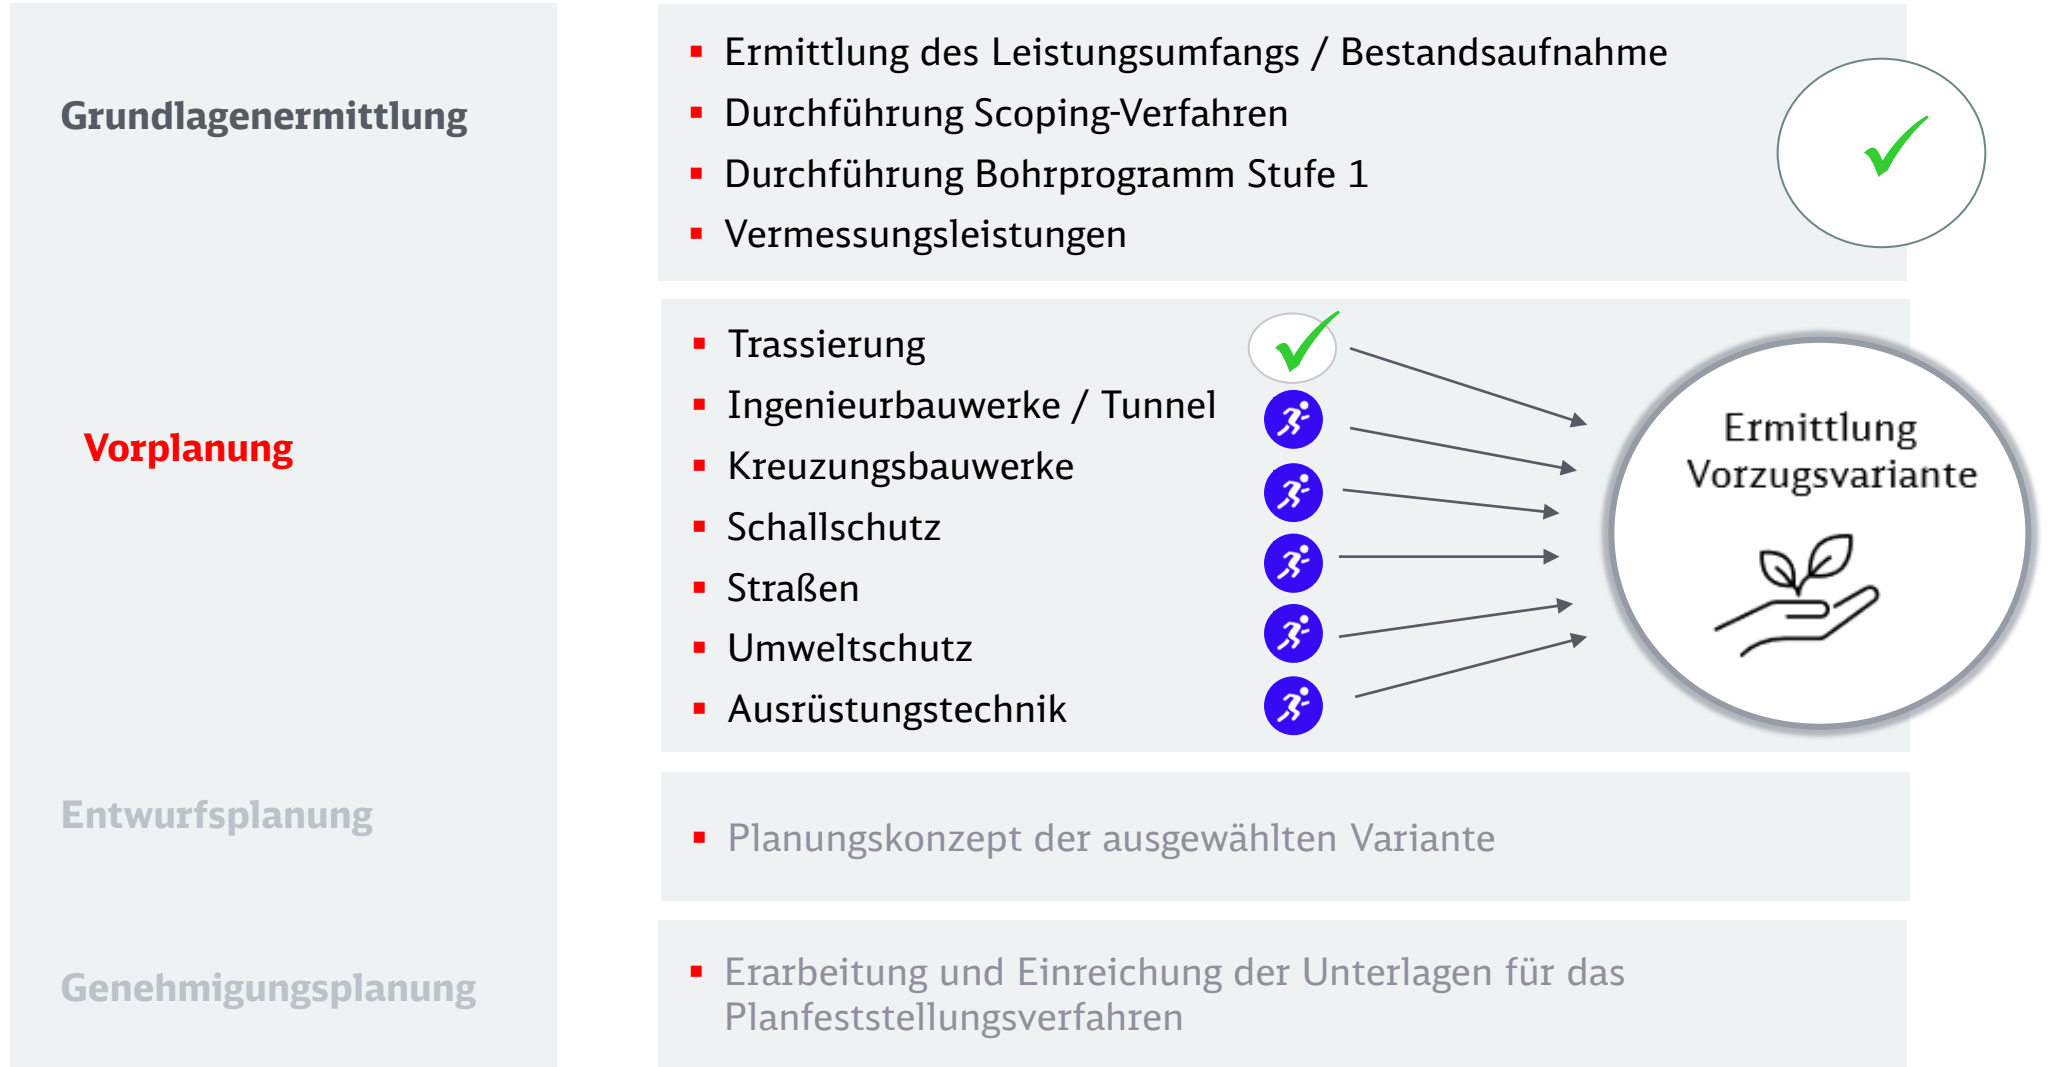 Grundlagenermittlung
Ermittlung des Leistungsumfangs / Bestandsaufnahme
Durchführung Scoping-Verfahren
Durchführung Bohrprogramm Stufe 1
Vermessungsleistungen
Vorplanung
Trassierung
Ingenieurbauwerke / Tunnel
Kreuzungsbauwerke
Schallschutz
Straßen
Umweltschutz
Ausrüstungstechnik
Ermittlung
Vorzugsvariante
Entwurfsplanung
Planungskonzept der ausgewählten Variante
Genehmigungsplanung
Erarbeitung und Einreichung der Unterlagen für das
Planfeststellungsverfahren